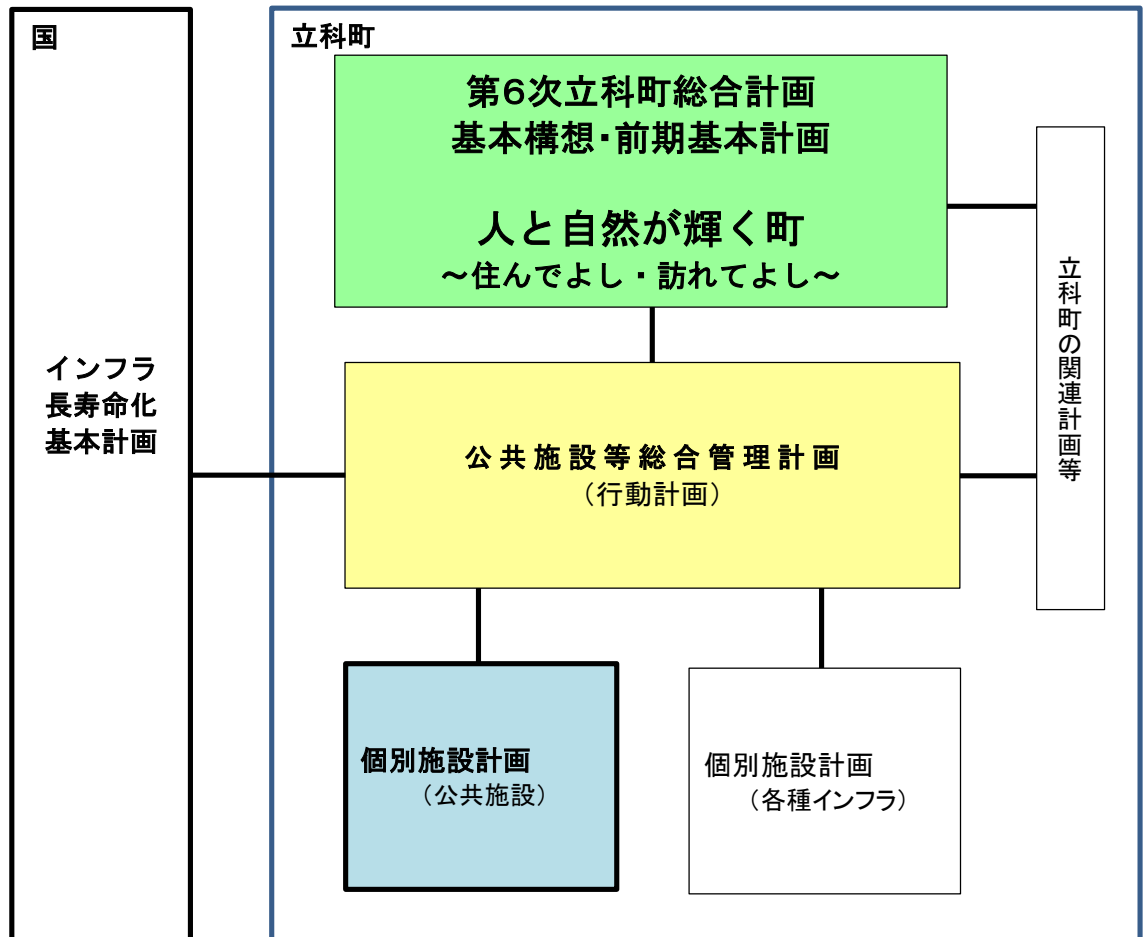 国
インフラ
長寿命化
基本計画
立科町
第6次立科町総合計画
基本構想・前期基本計画
人と自然が輝く町
～住んでよし・訪れてよし～
公共施設等総合管理計画
（行動計画）
個別施設計画
（公共施設）
個別施設計画
（各種インフラ）
立科町の関連計画等